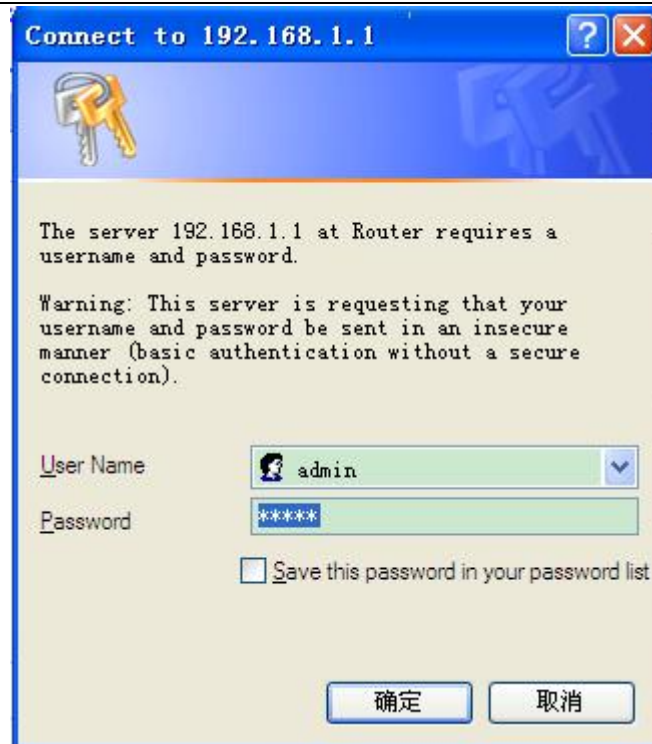 Connect to 192.168.1.1
The server 192.168.1.1 at Router requires a
username and password.
Warning: This server is requesting that your
username and password be sent in an insecure
manner (basic authentication without a secure
connection).
User Name
admin
Password
*****
Save this password in your password list
确定
取消